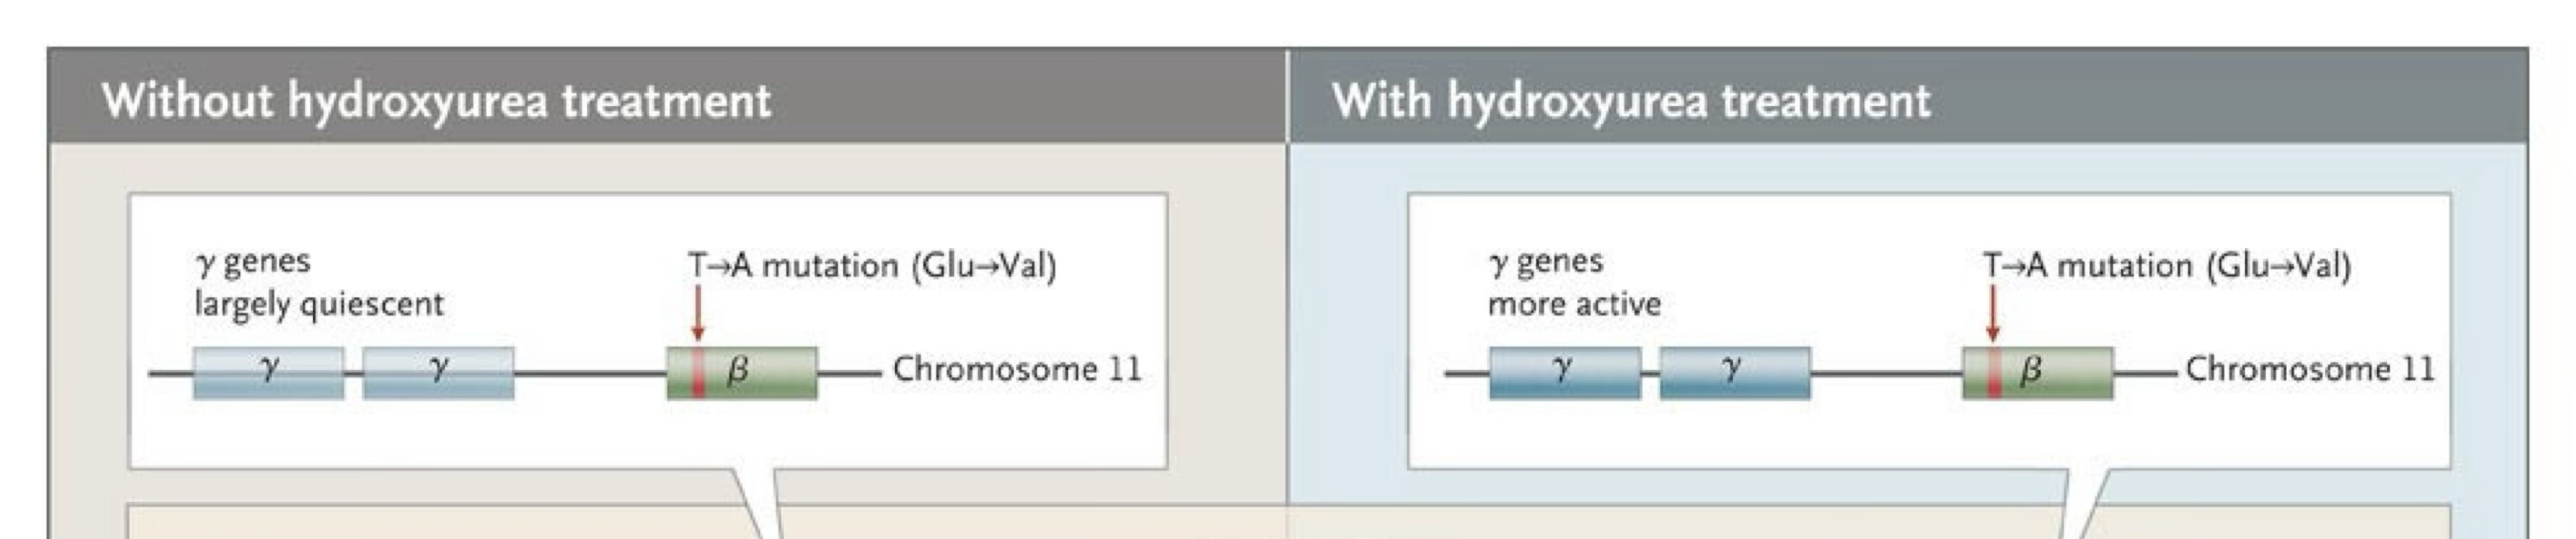 Without hydroxyurea treatment
γ genes
largely quiescent
T→A mutation (Glu→Val)
γ γ β Chromosome 11
With hydroxyurea treatment
γ genes
more active
T→A mutation (Glu→Val)
γ γ β Chromosome 11